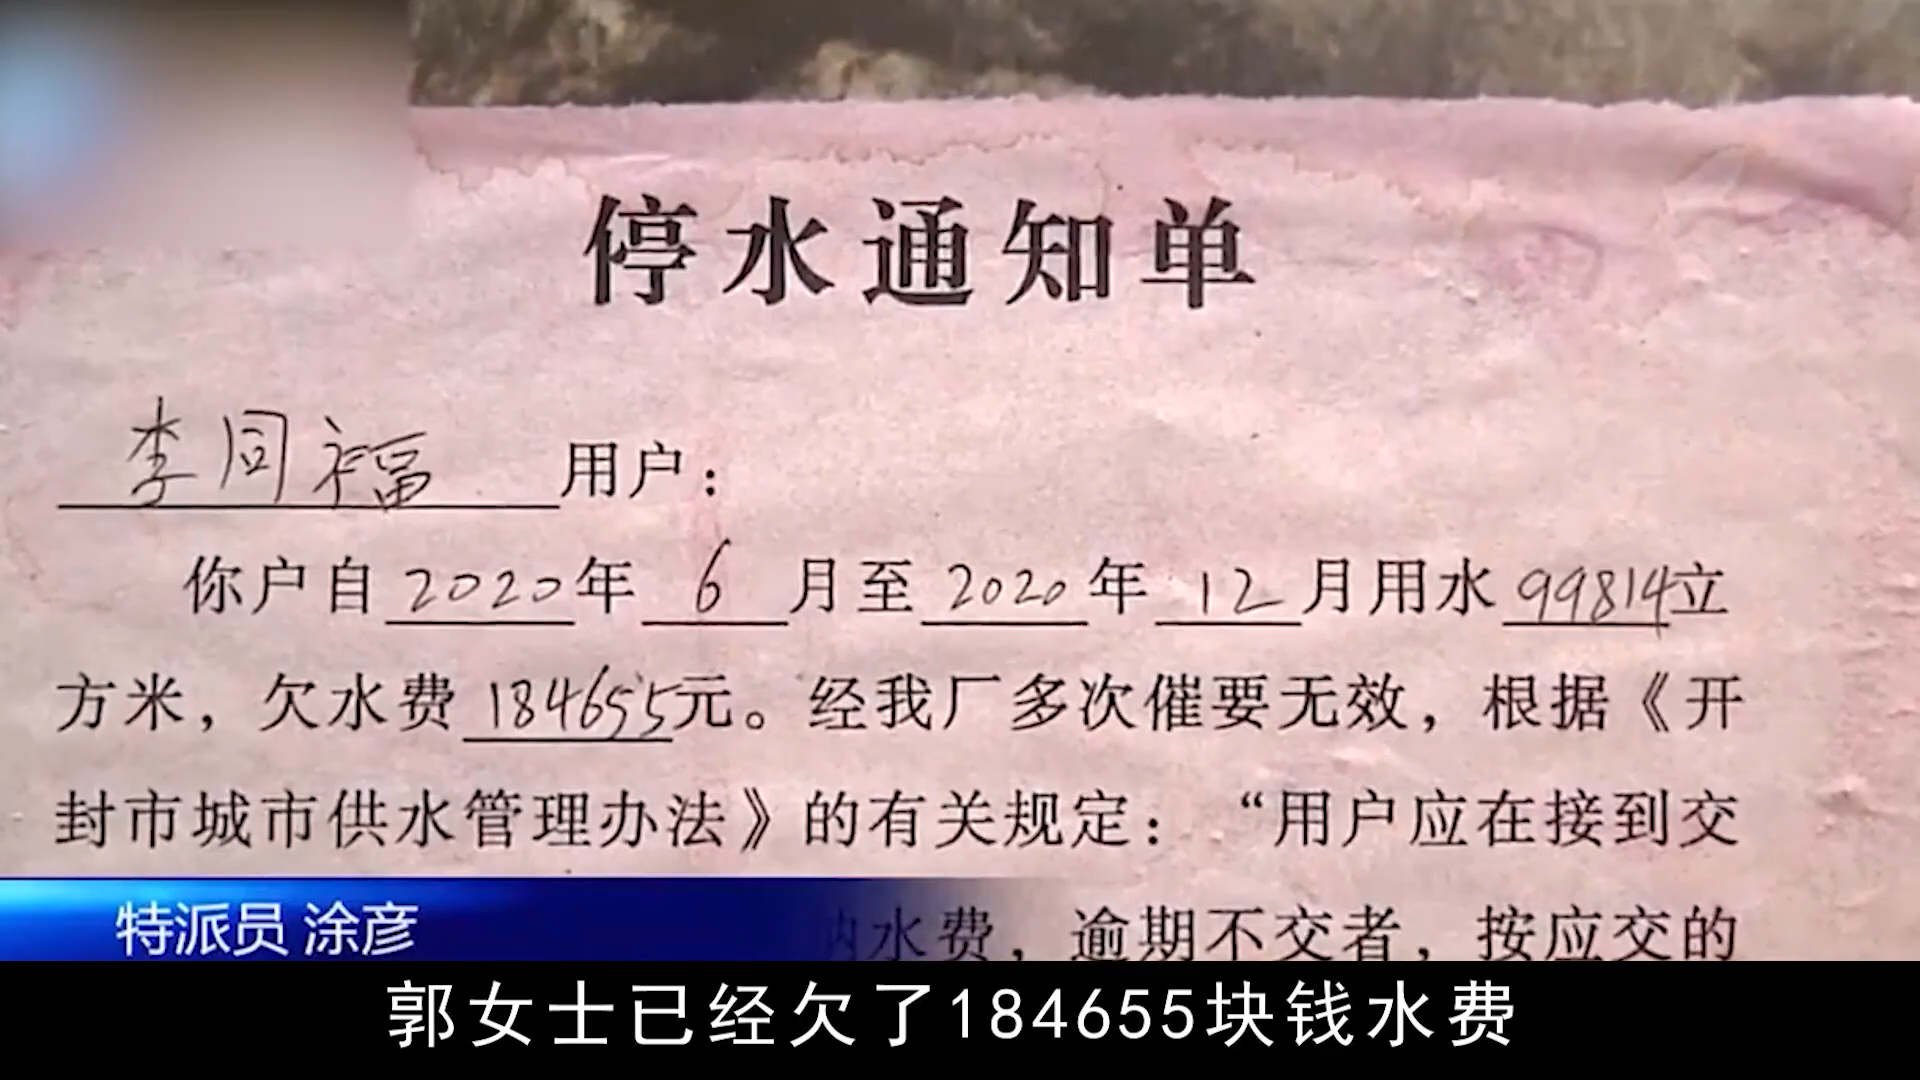 停水通知单
李同福用户：
你户自2020年6月至2020年12月用水99814立
方米，欠水费184655元。经我厂多次催要无效，根据《开
封市城市供水管理办法》的有关规定：“用户应在接到交
纳水费，逾期不交者，按应交的
特派员 涂彦
郭女士已经欠了184655块钱水费